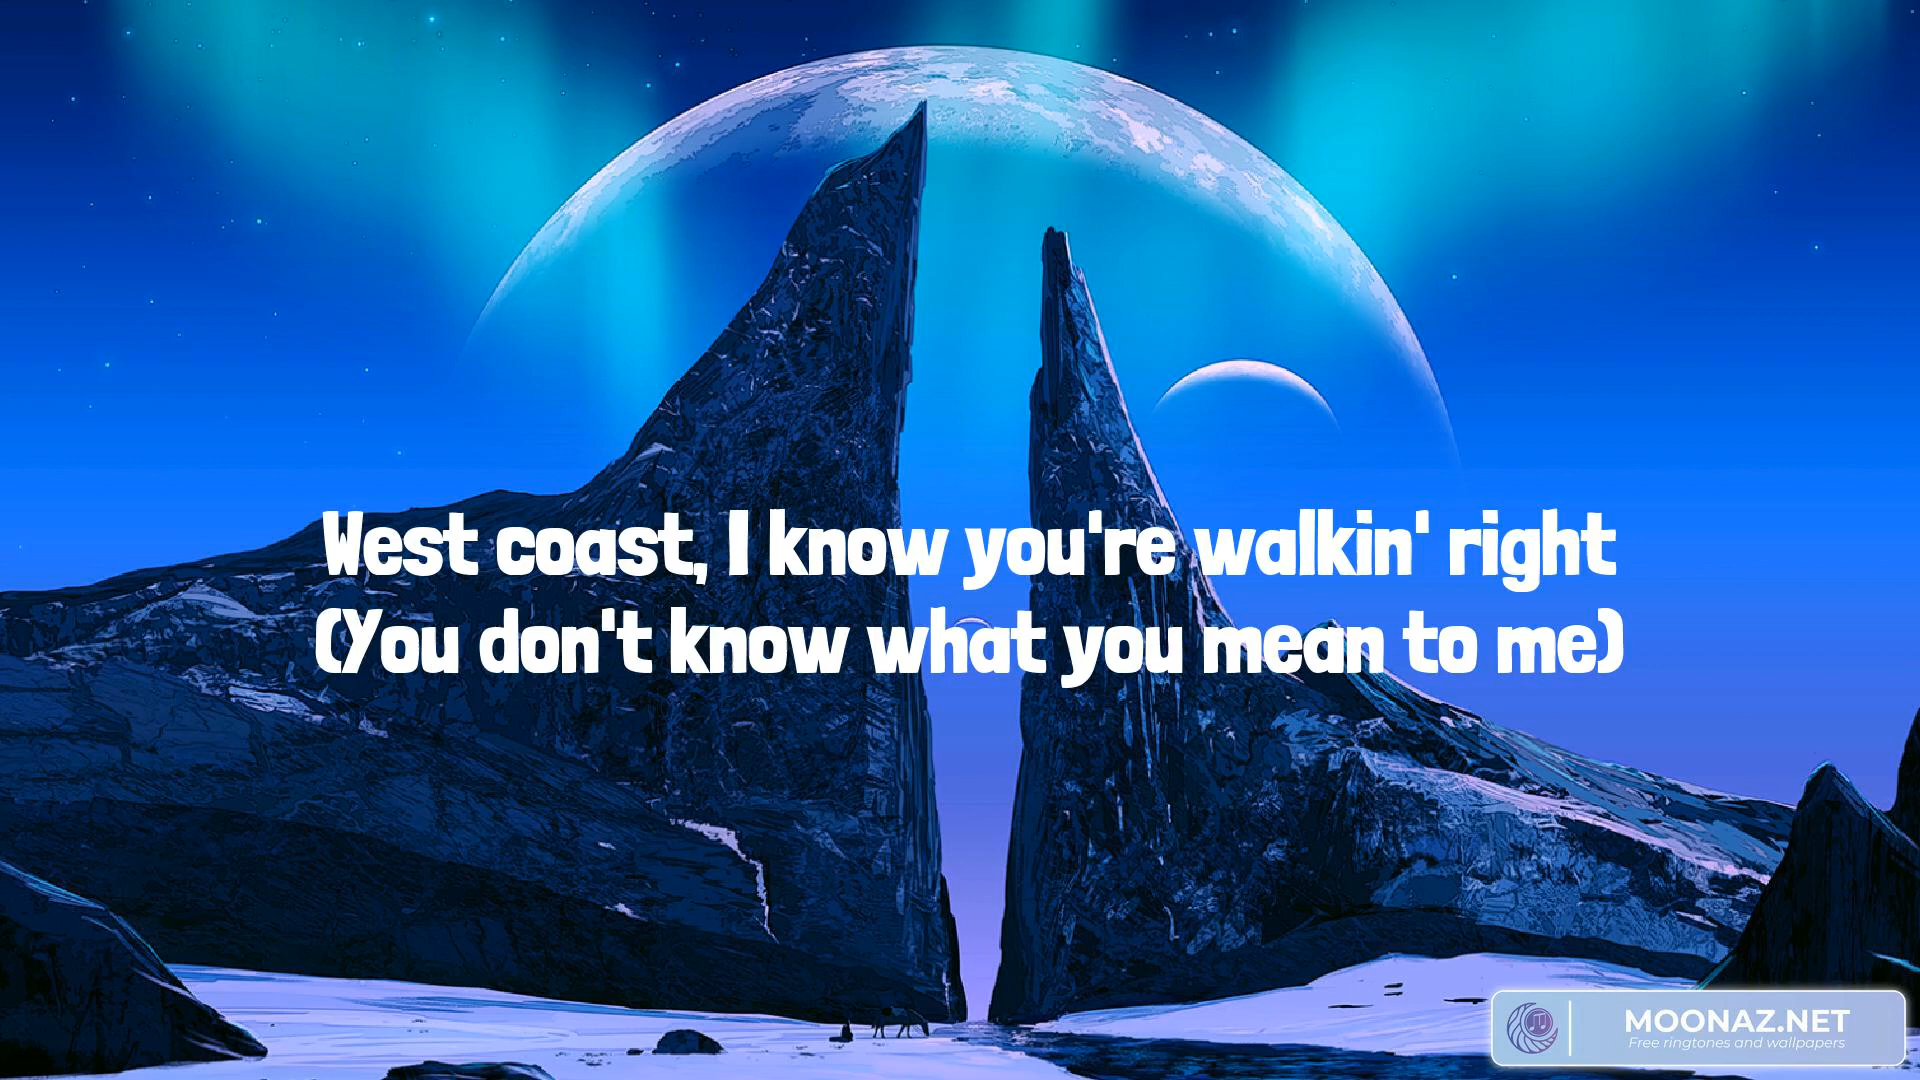 West coast, I know you're walkin' right
(You don't know what you mean to me)
MOONAZ.NET
Free ringtones and wallpapers